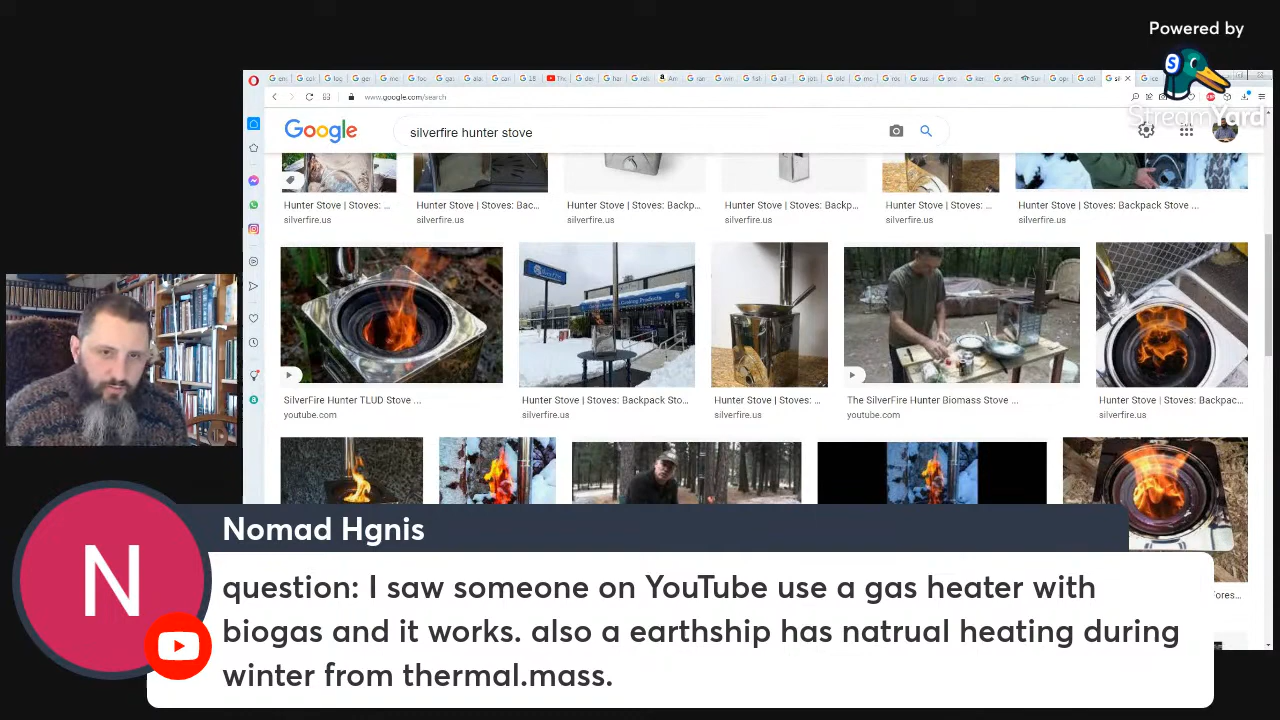 Powered by
StreamYard
www.google.com/search
Google
silverfire hunter stove
Hunter Stove | Stoves: ...
silverfire.us
Hunter Stove | Stoves: Bac...
silverfire.us
Hunter Stove | Stoves: Backp...
silverfire.us
Hunter Stove | Stoves: Backp...
silverfire.us
Hunter Stove | Stoves: ...
silverfire.us
Hunter Stove | Stoves: Backpack Stove ...
silverfire.us
SilverFire Hunter TLUD Stove ...
youtube.com
Hunter Stove | Stoves: Backpack Sto...
silverfire.us
Hunter Stove | Stoves: ...
silverfire.us
The SilverFire Hunter Biomass Stove ...
youtube.com
Hunter Stove | Stoves: Backpac...
silverfire.us
N
Nomad Hgnis
question: I saw someone on YouTube use a gas heater with
biogas and it works. also a earthship has natrual heating during
winter from thermal.mass.